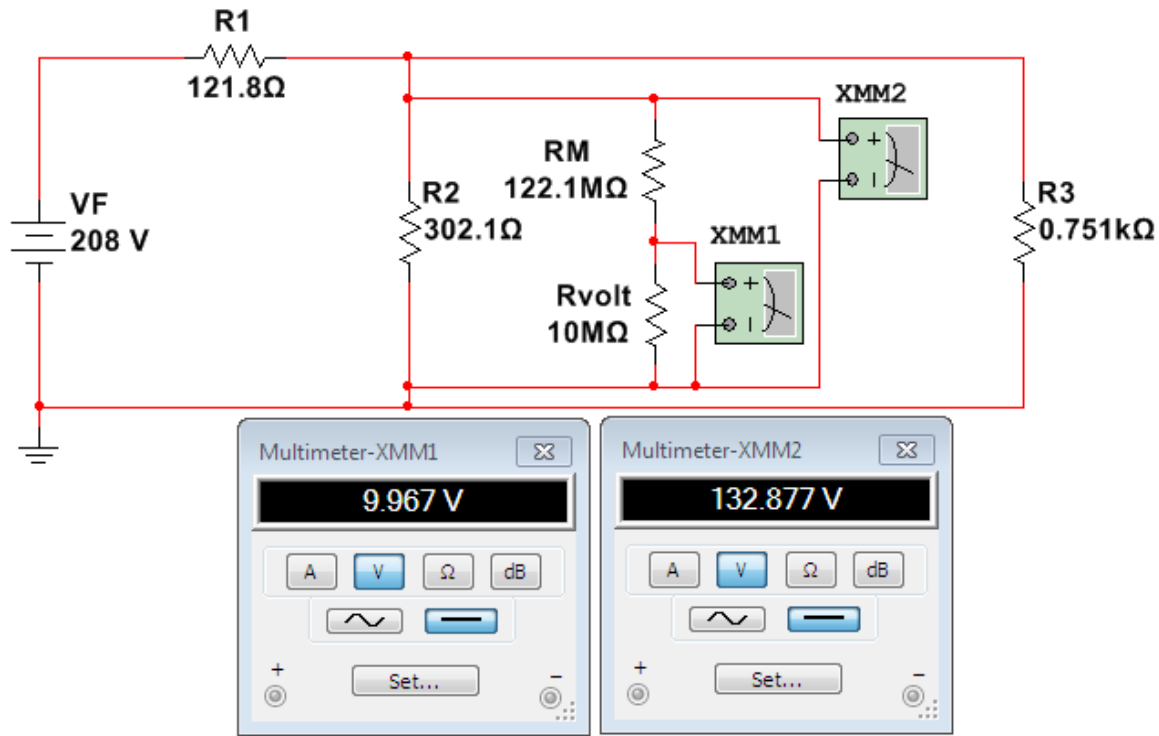 R1
121.8Ω
XMM2
RM
122.1MΩ
VF
208 V
R2
302.1Ω
R3
0.751kΩ
XMM1
Rvolt
10MΩ
Multimeter-XMM1
9.967 V
A V Ω dB
+ Set... −
Multimeter-XMM2
132.877 V
A V Ω dB
+ Set... −